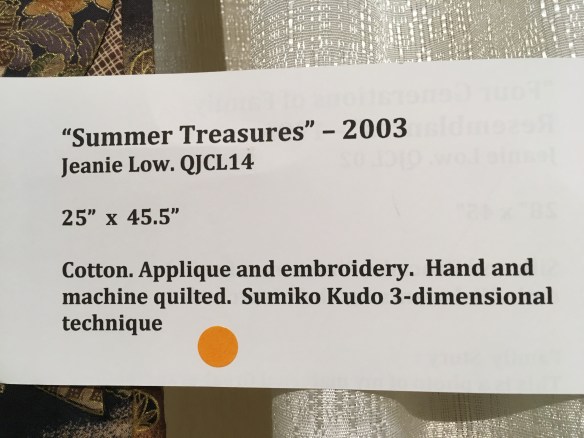 “Summer Treasures” – 2003
Jeanie Low. QJCL14
25” x 45.5”
Cotton. Applique and embroidery. Hand and
machine quilted. Sumiko Kudo 3-dimensional
technique